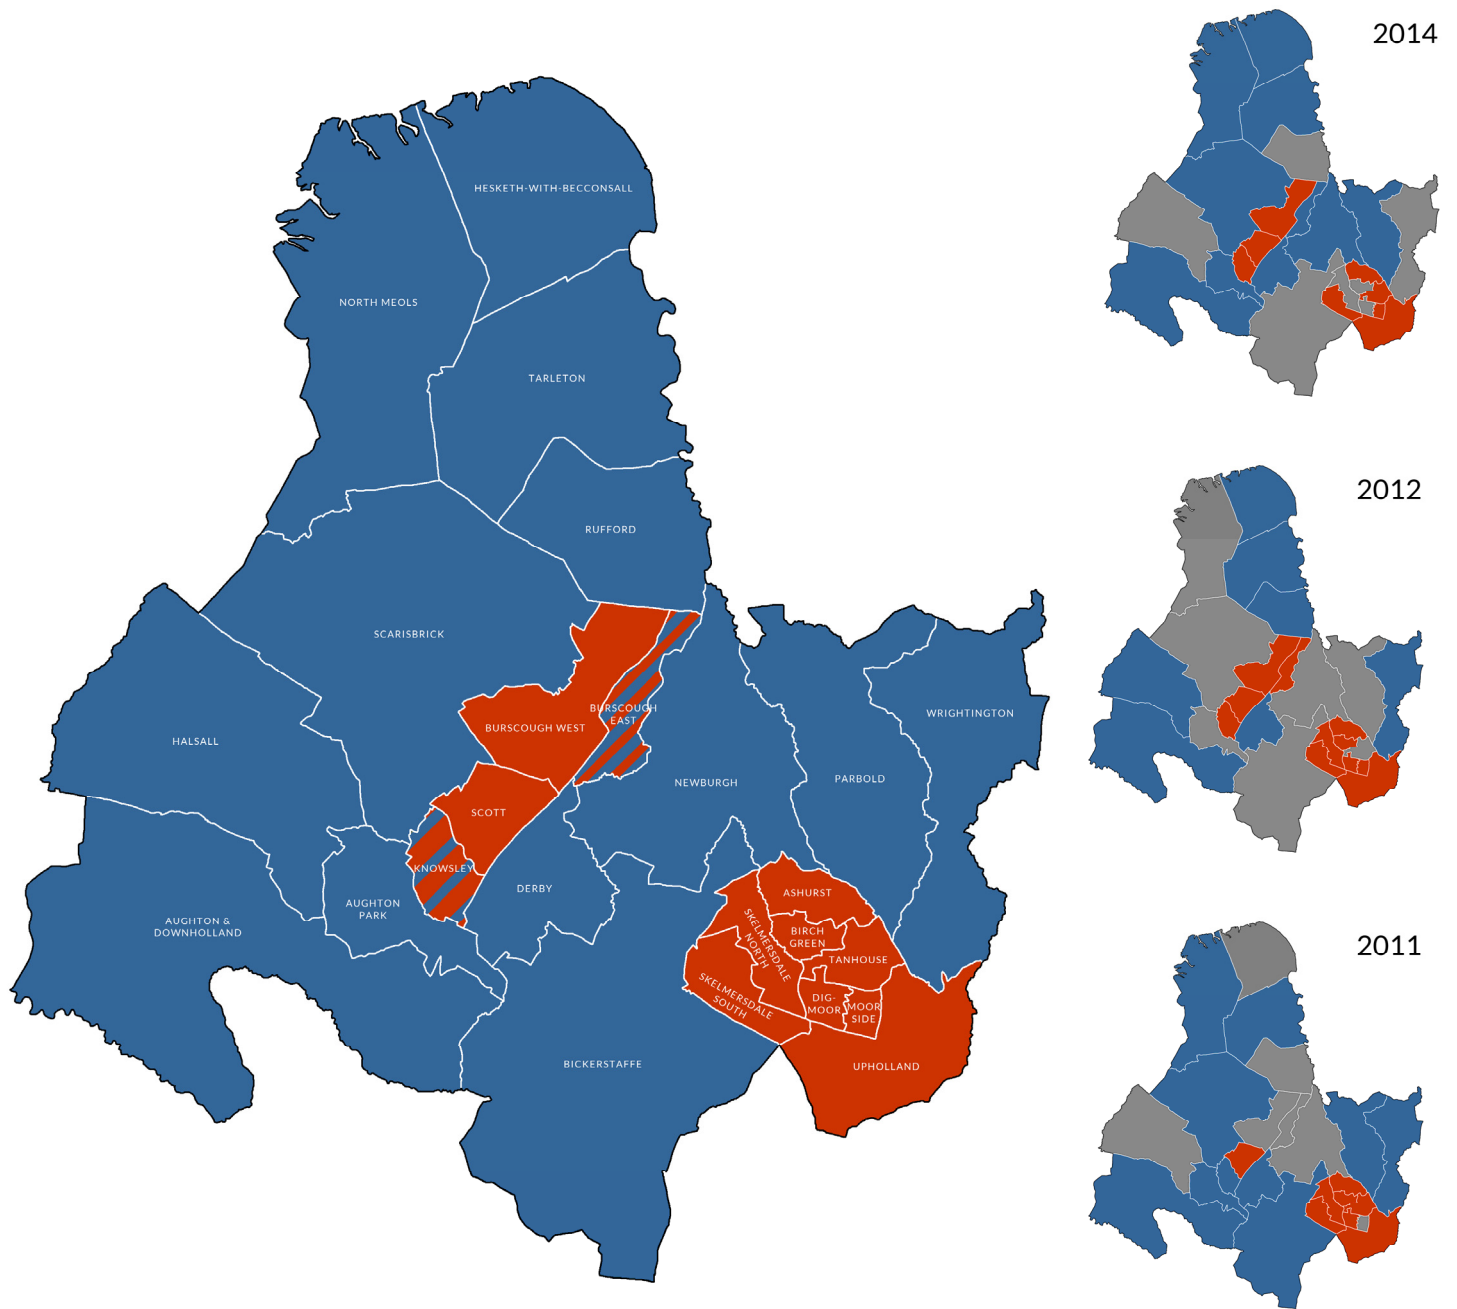 2014
HESKETH-WITH-BECCONSALL
NORTH MEOLS
TARLETON
2012
RUFFORD
SCARISBRICK
BURSCOUGH
EAST
WRIGHTINGTON
BURSCOUGH WEST
HALSALL
PARBOLD
NEWBURGH
SCOTT
KNOWSLEY
DERBY
ASHURST
AUGHTON
PARK
AUGHTON &
DOWNHOLLAND
BIRCH
GREEN
SKELMERSDALE
NORTH
2011
TANHOUSE
SKELMERSDALE
SOUTH
DIG-
MOOR
MOOR
SIDE
BICKERSTAFFE
UPHOLLAND